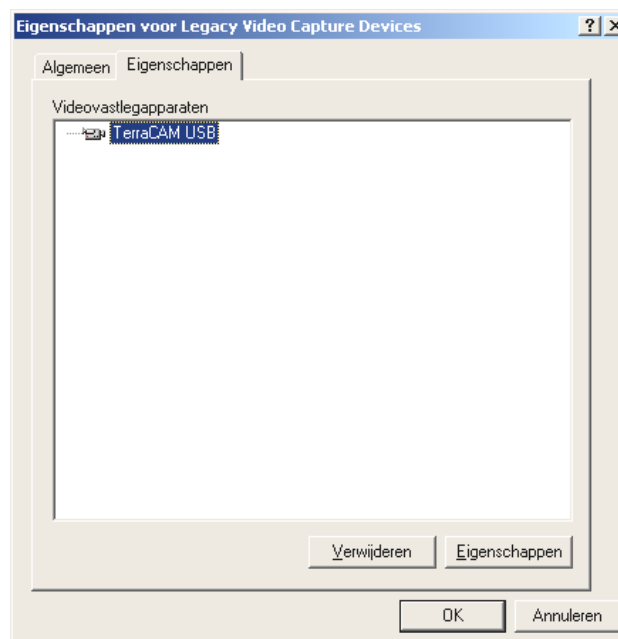 Eigenschappen voor Legacy Video Capture Devices
Algemeen Eigenschappen
Videovastlegapparaten
TerraCAM USB
Verwijderen Eigenschappen
OK Annuleren